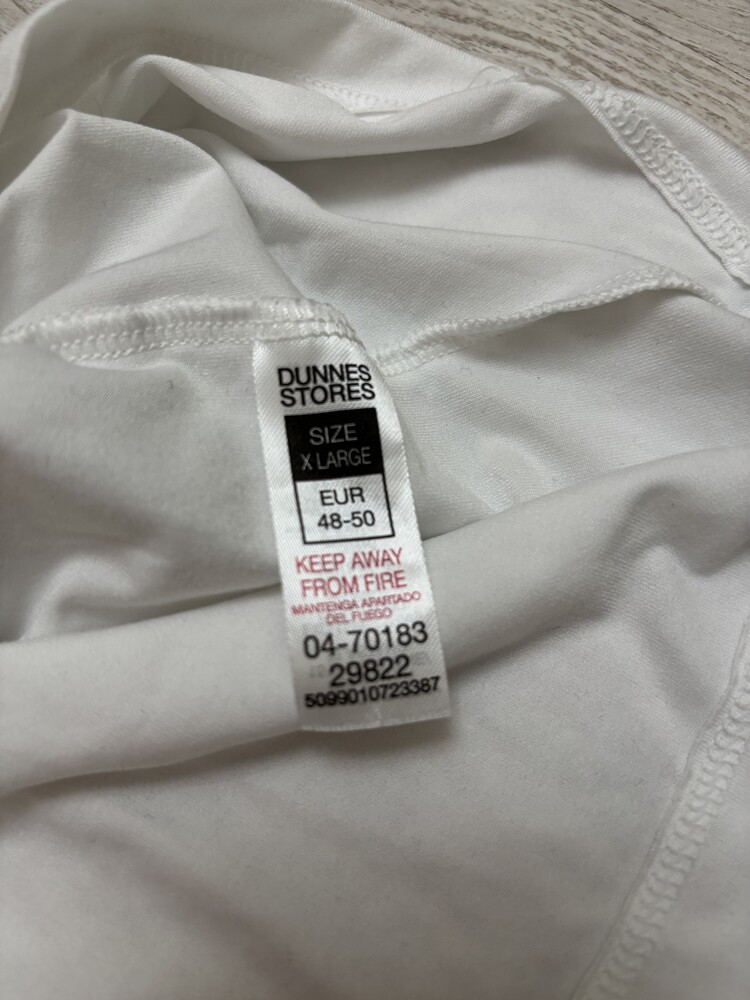 DUNNES
STORES
SIZE
X LARGE
EUR
48-50
KEEP AWAY
FROM FIRE
MANTENGA APARTADO
DEL FUEGO
04-70183
29822
5099010723387